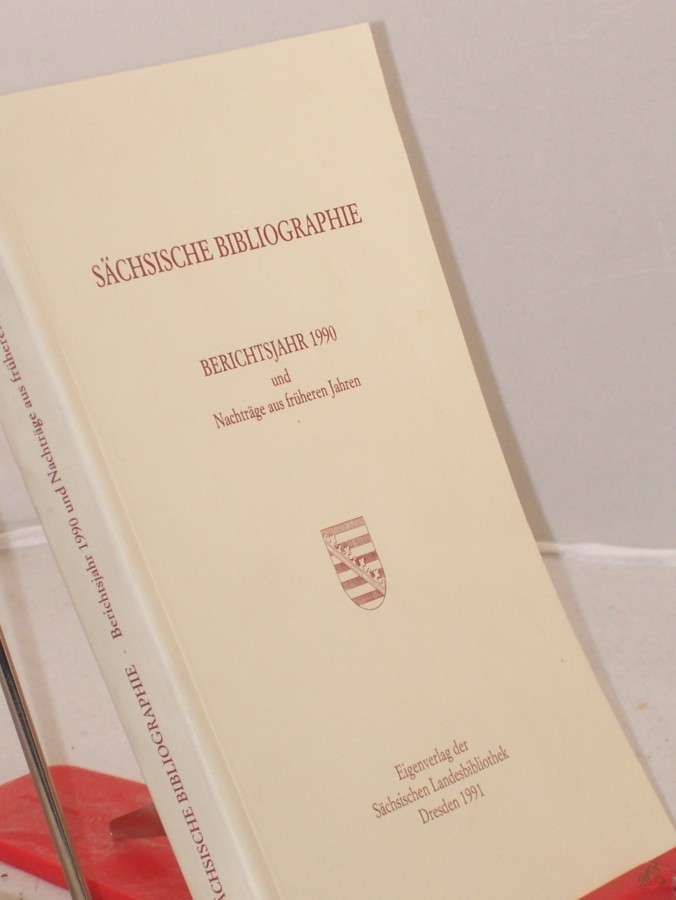 SÄCHSISCHE BIBLIOGRAPHIE
BERICHTSJAHR 1990
und
Nachträge aus früheren Jahren
Eigenverlag der
Sächsischen Landesbibliothek
Dresden 1991
CHSISCHE BIBLIOGRAPHIE · Berichtsjahr 1990 und Nachträge aus früheren